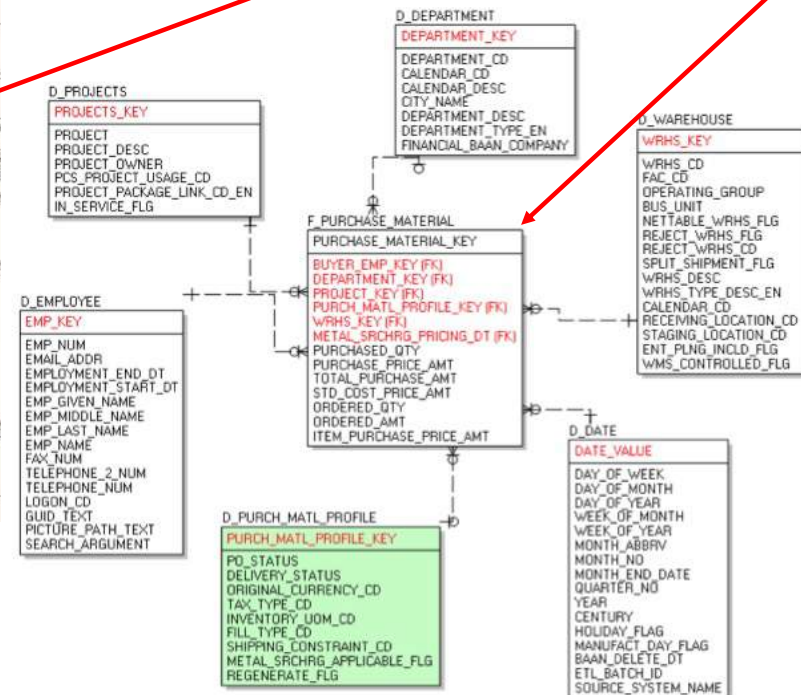 D_DEPARTMENT
DEPARTMENT_KEY
DEPARTMENT_CD
CALENDAR_CD
CALENDAR_DESC
CITY_NAME
DEPARTMENT_DESC
DEPARTMENT_TYPE_EN
FINANCIAL_BAAN_COMPANY
D_PROJECTS
PROJECTS_KEY
PROJECT
PROJECT_DESC
PROJECT_OWNER
PCS_PROJECT_USAGE_CD
PROJECT_PACKAGE_LINK_CD_EN
IN_SERVICE_FLG
D_WAREHOUSE
WRHS_KEY
WRHS_CD
FAC_CD
OPERATING_GROUP
BUS_UNIT
NETTABLE_WRHS_FLG
REJECT_WRHS_FLG
REJECT_WRHS_CD
SPLIT_SHIPMENT_FLG
WRHS_DESC
WRHS_TYPE_DESC_EN
CALENDAR_CD
RECEIVING_LOCATION_CD
STAGING_LOCATION_CD
ENT_PLNG_INCLD_FLG
WMS_CONTROLLED_FLG
F_PURCHASE_MATERIAL
PURCHASE_MATERIAL_KEY
BUYER_EMP_KEY (FK)
DEPARTMENT_KEY (FK)
PROJECT_KEY (FK)
PURCH_MATL_PROFILE_KEY (FK)
WRHS_KEY (FK)
METAL_SRCHRG_PRICING_DT (FK)
PURCHASED_QTY
PURCHASE_PRICE_AMT
TOTAL_PURCHASE_AMT
STD_COST_PRICE_AMT
ORDERED_QTY
ORDERED_AMT
ITEM_PURCHASE_PRICE_AMT
D_EMPLOYEE
EMP_KEY
EMP_NUM
EMAIL_ADDR
EMPLOYMENT_END_DT
EMPLOYMENT_START_DT
EMP_GIVEN_NAME
EMP_MIDDLE_NAME
EMP_LAST_NAME
EMP_NAME
FAX_NUM
TELEPHONE_2_NUM
TELEPHONE_NUM
LOGON_CD
GUID_TEXT
PICTURE_PATH_TEXT
SEARCH_ARGUMENT
D_DATE
DATE_VALUE
DAY_OF_WEEK
DAY_OF_MONTH
DAY_OF_YEAR
WEEK_OF_MONTH
WEEK_OF_YEAR
MONTH_ABBRV
MONTH_NO
MONTH_END_DATE
QUARTER_NO
YEAR
CENTURY
HOLIDAY_FLAG
MANUFACT_DAY_FLAG
BAAN_DELETE_DT
ETL_BATCH_ID
SOURCE_SYSTEM_NAME
D_PURCH_MATL_PROFILE
PURCH_MATL_PROFILE_KEY
PO_STATUS
DELIVERY_STATUS
ORIGINAL_CURRENCY_CD
TAX_TYPE_CD
INVENTORY_UOM_CD
FILL_TYPE_CD
SHIPPING_CONSTRAINT_CD
METAL_SRCHRG_APPLICABLE_FLG
REGENERATE_FLG